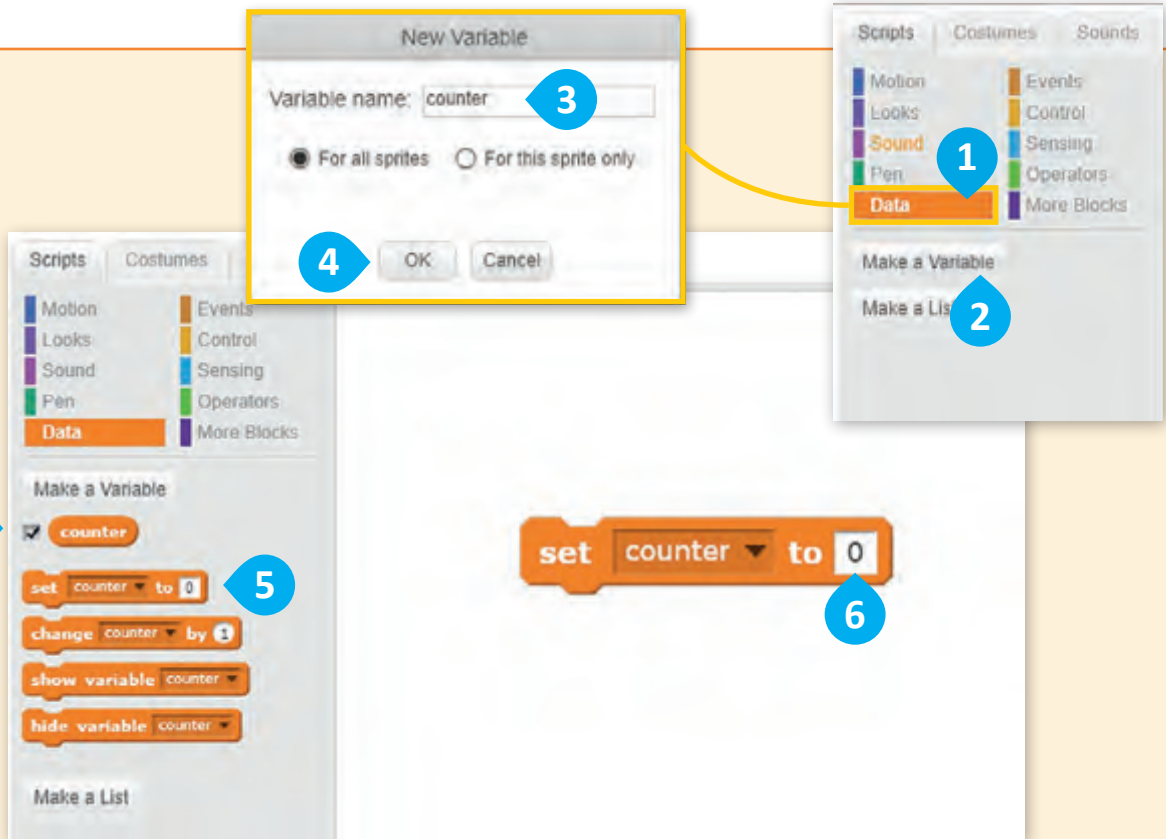 New Variable
Variable name: counter 3
For all sprites For this sprite only
4 OK Cancel
Scripts Costumes Sounds
Motion Events
Looks Control
Sound 1 Sensing
Pen Operators
Data More Blocks
Make a Variable
Make a Lis 2
Scripts Costumes
Motion Events
Looks Control
Sound Sensing
Pen Operators
Data More Blocks
Make a Variable
counter
set counter to 0 5
change counter by 1
show variable counter
hide variable counter
Make a List
set counter to 0
6